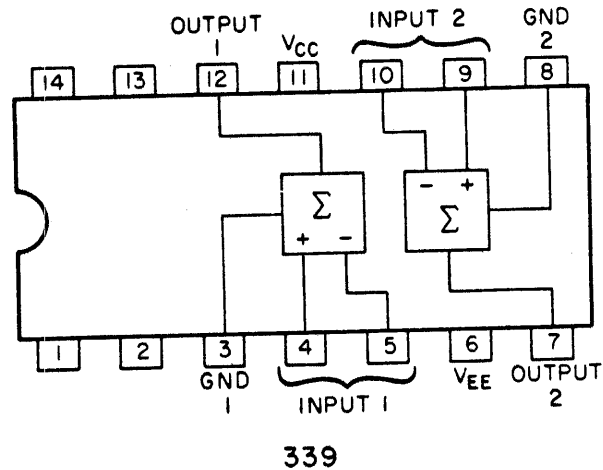 OUTPUT
1
VCC
INPUT 2
GND
2
14 13 12 11 10 9 8
- +
Σ Σ
+ -
1 2 3 4 5 6 7
GND
1
INPUT 1
VEE
OUTPUT
2
339